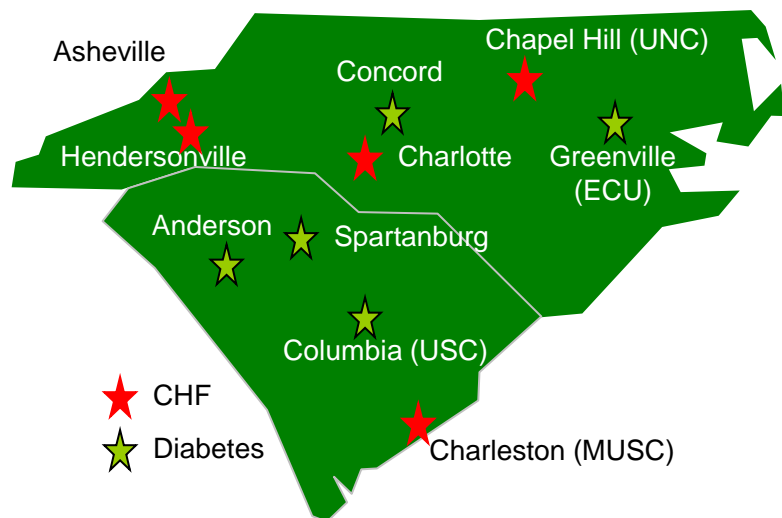 Chapel Hill (UNC)
Asheville
Concord
Hendersonville
Charlotte
Greenville
(ECU)
Anderson
Spartanburg
Columbia (USC)
CHF
Diabetes
Charleston (MUSC)